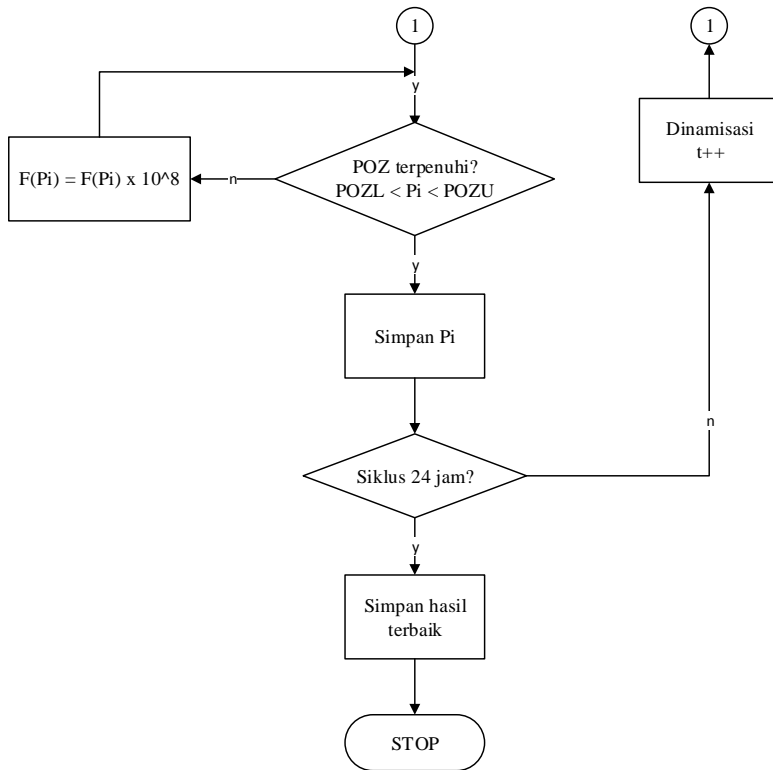 1
1
y
Dinamisasi
t++
F(Pi) = F(Pi) x 10^8
n
POZ terpenuhi?
POZL < Pi < POZU
y
Simpan Pi
n
Siklus 24 jam?
y
Simpan hasil
terbaik
STOP